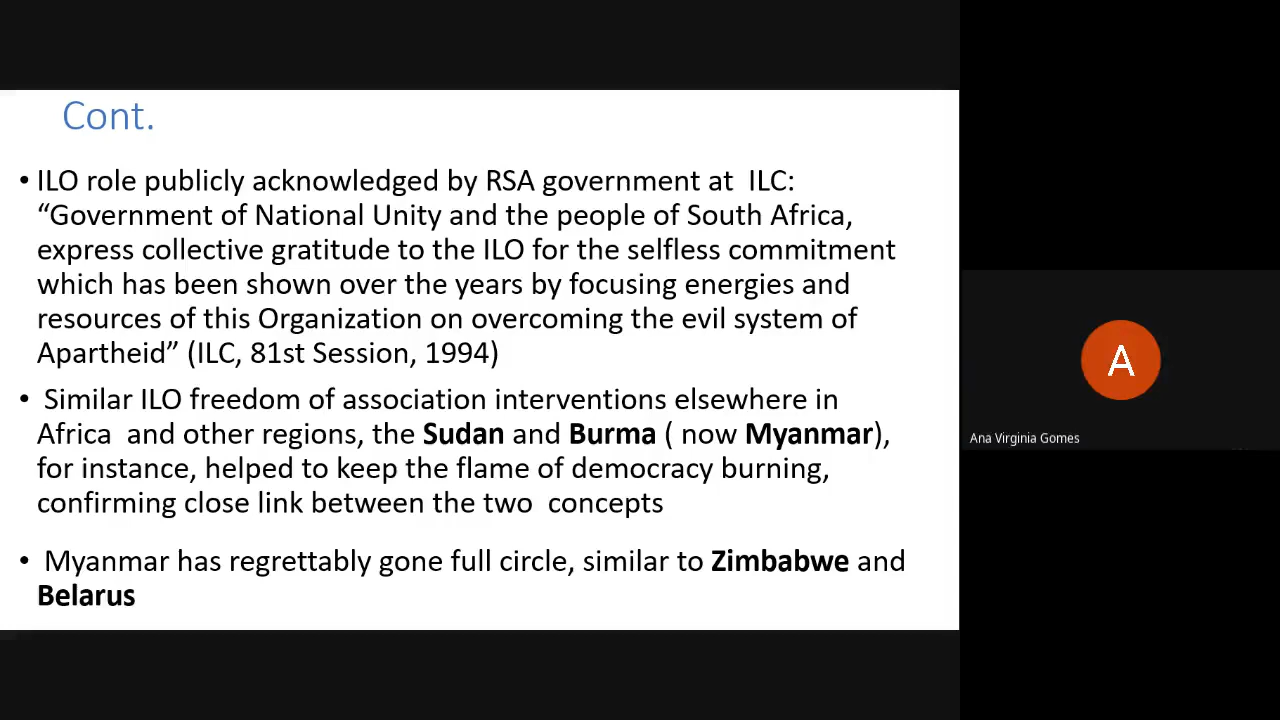 Cont.
• ILO role publicly acknowledged by RSA government at  ILC:
“Government of National Unity and the people of South Africa,
express collective gratitude to the ILO for the selfless commitment
which has been shown over the years by focusing energies and
resources of this Organization on overcoming the evil system of
Apartheid” (ILC, 81st Session, 1994)
•  Similar ILO freedom of association interventions elsewhere in
Africa  and other regions, the Sudan and Burma ( now Myanmar),
for instance, helped to keep the flame of democracy burning,
confirming close link between the two  concepts
•  Myanmar has regrettably gone full circle, similar to Zimbabwe and
Belarus
A
Ana Virginia Gomes